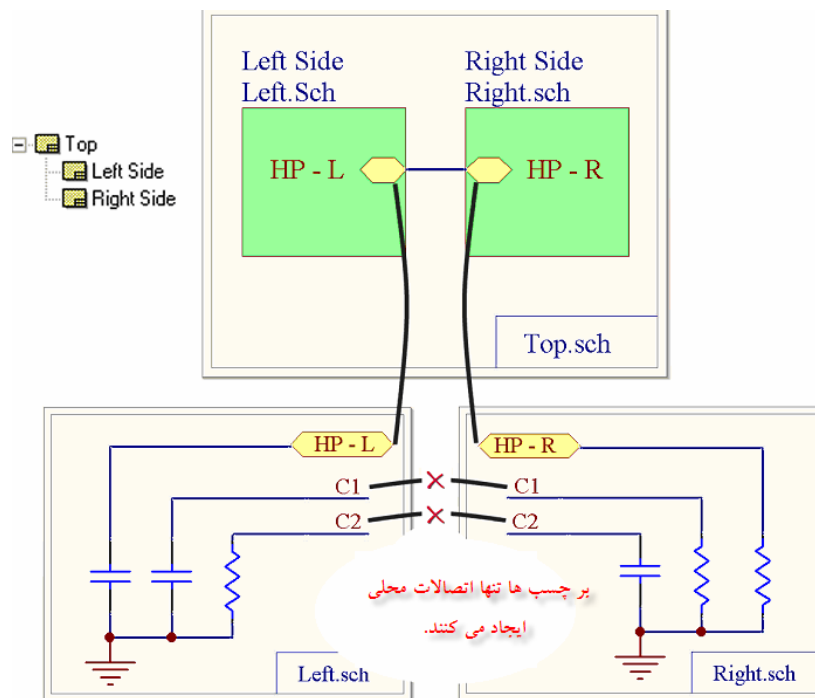 Left Side
Left.Sch
Right Side
Right.sch
Top
Left Side
Right Side
HP - L
HP - R
Top.sch
HP - L
HP - R
C1
C1
C2
C2
بر چسب ها تنها اتصالات محلی
ایجاد می کنند.
Left.sch
Right.sch